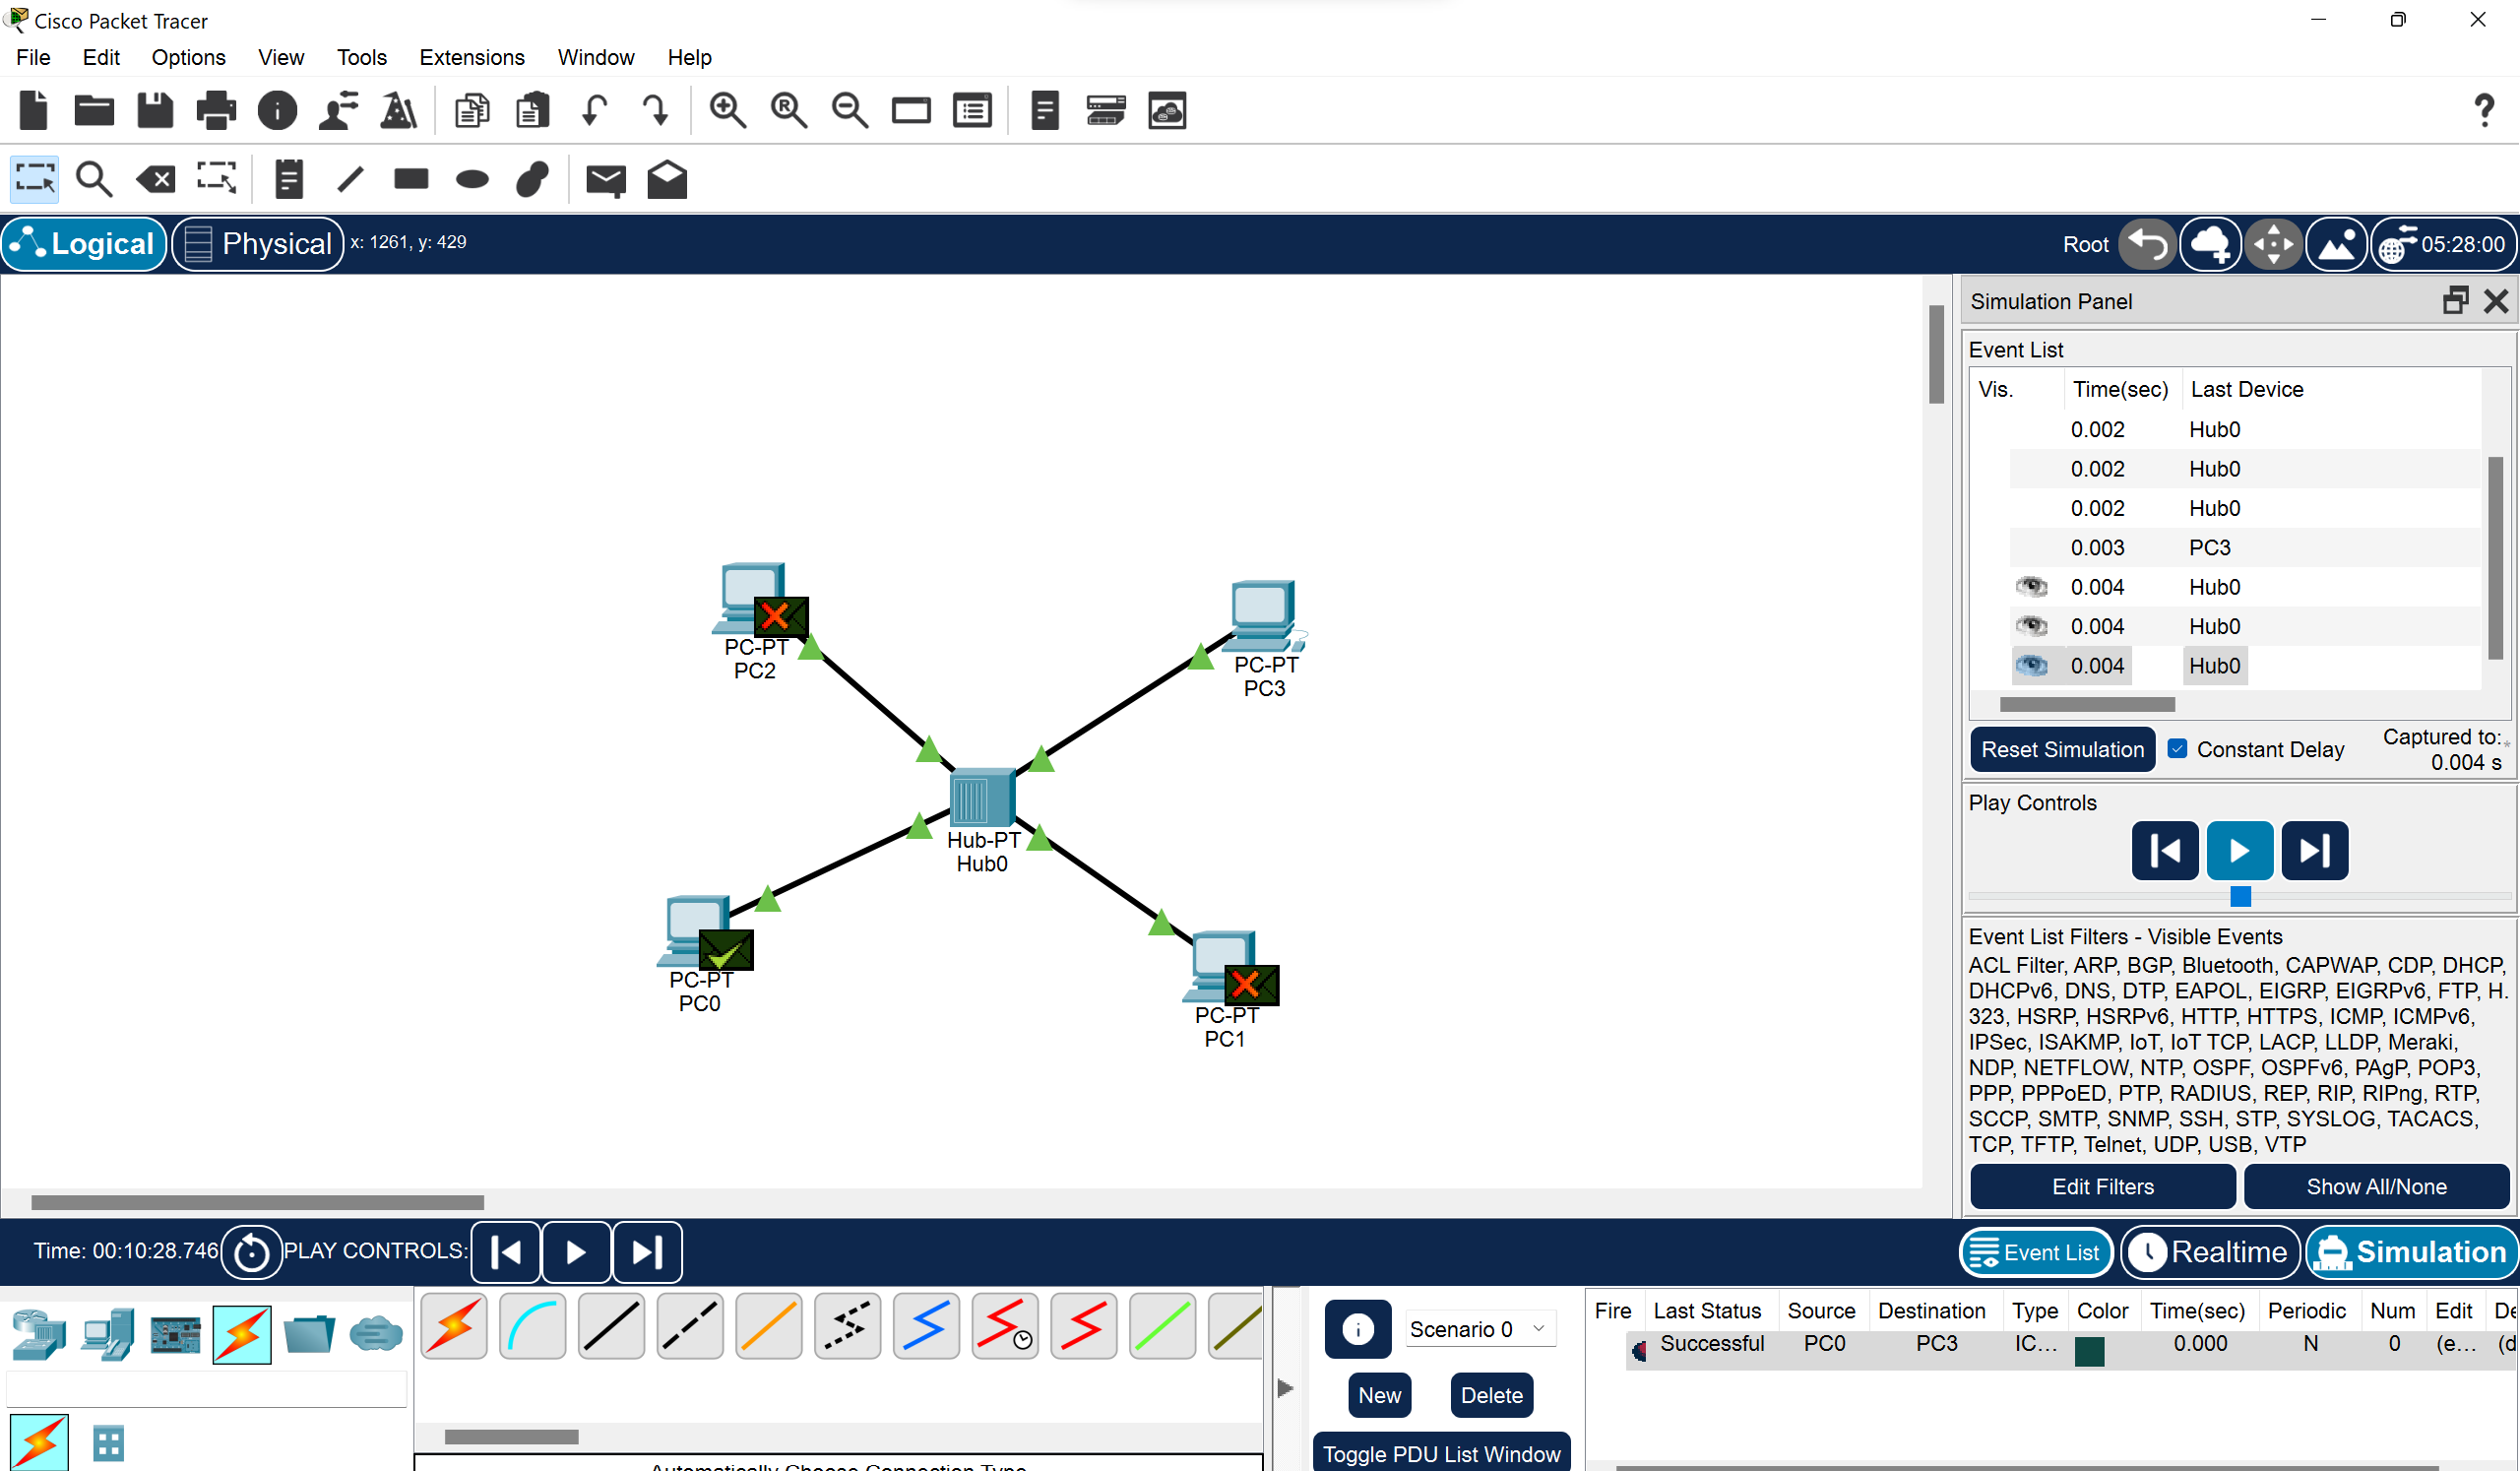 Cisco Packet Tracer
File Edit Options View Tools Extensions Window Help
Logical Physical x: 1261, y: 429 Root 05:28:00
Simulation Panel
Event List
Vis. Time(sec) Last Device
0.002 Hub0
0.002 Hub0
0.002 Hub0
0.003 PC3
0.004 Hub0
0.004 Hub0
0.004 Hub0
Reset Simulation Constant Delay Captured to:*
0.004 s
Play Controls
Event List Filters - Visible Events
ACL Filter, ARP, BGP, Bluetooth, CAPWAP, CDP, DHCP,
DHCPv6, DNS, DTP, EAPOL, EIGRP, EIGRPv6, FTP, H.
323, HSRP, HSRPv6, HTTP, HTTPS, ICMP, ICMPv6,
IPSec, ISAKMP, IoT, IoT TCP, LACP, LLDP, Meraki,
NDP, NETFLOW, NTP, OSPF, OSPFv6, PAgP, POP3,
PPP, PPPoED, PTP, RADIUS, REP, RIP, RIPng, RTP,
SCCP, SMTP, SNMP, SSH, STP, SYSLOG, TACACS,
TCP, TFTP, Telnet, UDP, USB, VTP
Edit Filters Show All/None
PC-PT
PC2
PC-PT
PC3
Hub-PT
Hub0
PC-PT
PC0
PC-PT
PC1
Time: 00:10:28.746 PLAY CONTROLS: Event List Realtime Simulation
Scenario 0
New Delete
Toggle PDU List Window
Fire Last Status Source Destination Type Color Time(sec) Periodic Num Edit De
Successful PC0 PC3 IC... 0.000 N 0 (e... (d
Automatically Choose Connection Type